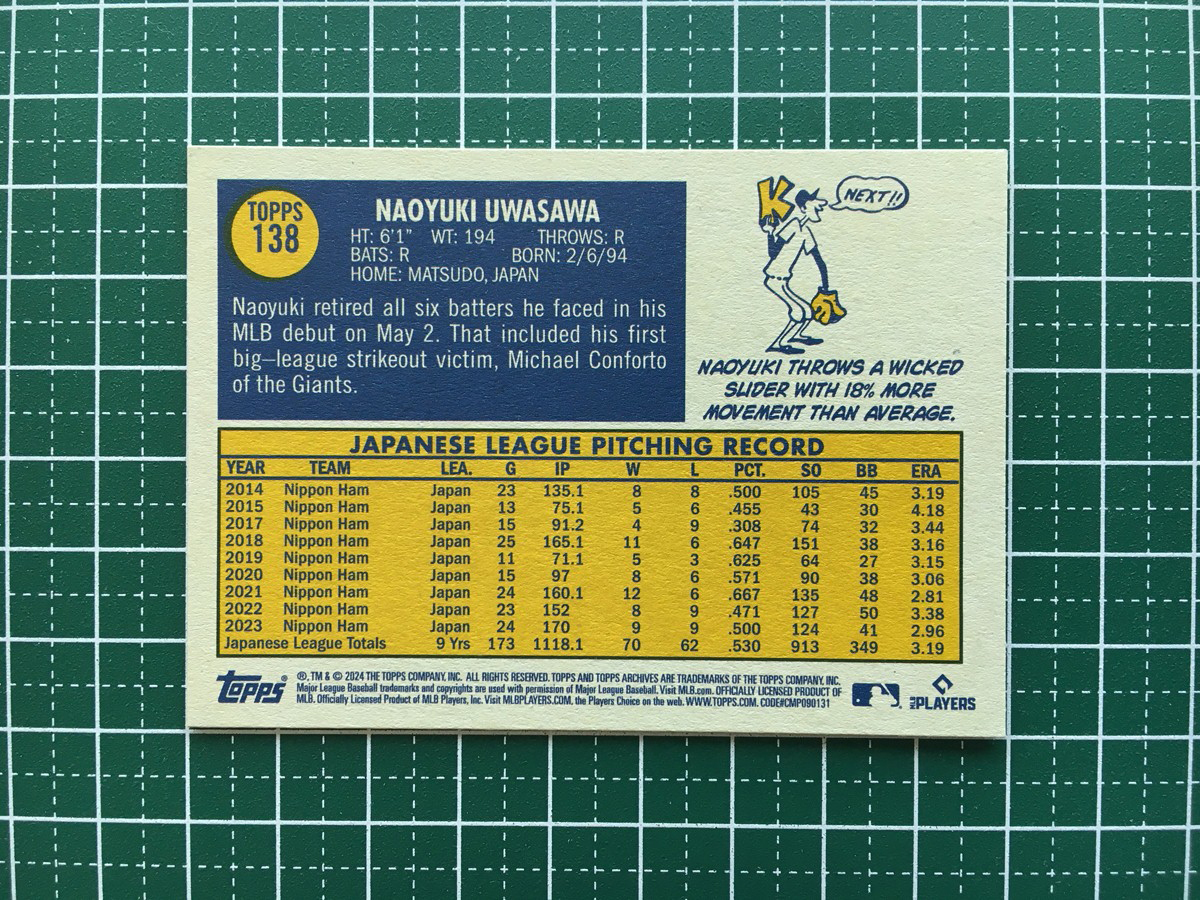 TOPPS
138
NAOYUKI UWASAWA
HT: 6'1" WT: 194 THROWS: R
BATS: R BORN: 2/6/94
HOME: MATSUDO, JAPAN
Naoyuki retired all six batters he faced in his
MLB debut on May 2. That included his first
big–league strikeout victim, Michael Conforto
of the Giants.
K
NEXT!!
NAOYUKI THROWS A WICKED
SLIDER WITH 18% MORE
MOVEMENT THAN AVERAGE.
JAPANESE LEAGUE PITCHING RECORD
YEAR TEAM LEA. G IP W L PCT. SO BB ERA
2014 Nippon Ham Japan 23 135.1 8 8 .500 105 45 3.19
2015 Nippon Ham Japan 13 75.1 5 6 .455 43 30 4.18
2017 Nippon Ham Japan 15 91.2 4 9 .308 74 32 3.44
2018 Nippon Ham Japan 25 165.1 11 6 .647 151 38 3.16
2019 Nippon Ham Japan 11 71.1 5 3 .625 64 27 3.15
2020 Nippon Ham Japan 15 97 8 6 .571 90 38 3.06
2021 Nippon Ham Japan 24 160.1 12 6 .667 135 48 2.81
2022 Nippon Ham Japan 23 152 8 9 .471 127 50 3.38
2023 Nippon Ham Japan 24 170 9 9 .500 124 41 2.96
Japanese League Totals 9 Yrs 173 1118.1 70 62 .530 913 349 3.19
topps
®, TM & © 2024 THE TOPPS COMPANY, INC. ALL RIGHTS RESERVED. TOPPS AND TOPPS ARCHIVES ARE TRADEMARKS OF THE TOPPS COMPANY, INC.
Major League Baseball trademarks and copyrights are used with permission of Major League Baseball. Visit MLB.com. OFFICIALLY LICENSED PRODUCT OF
MLB. Officially Licensed Product of MLB Players, Inc. Visit MLBPLAYERS.COM, the Players Choice on the web. WWW.TOPPS.COM. CODE#CMP090131
MLB PLAYERS